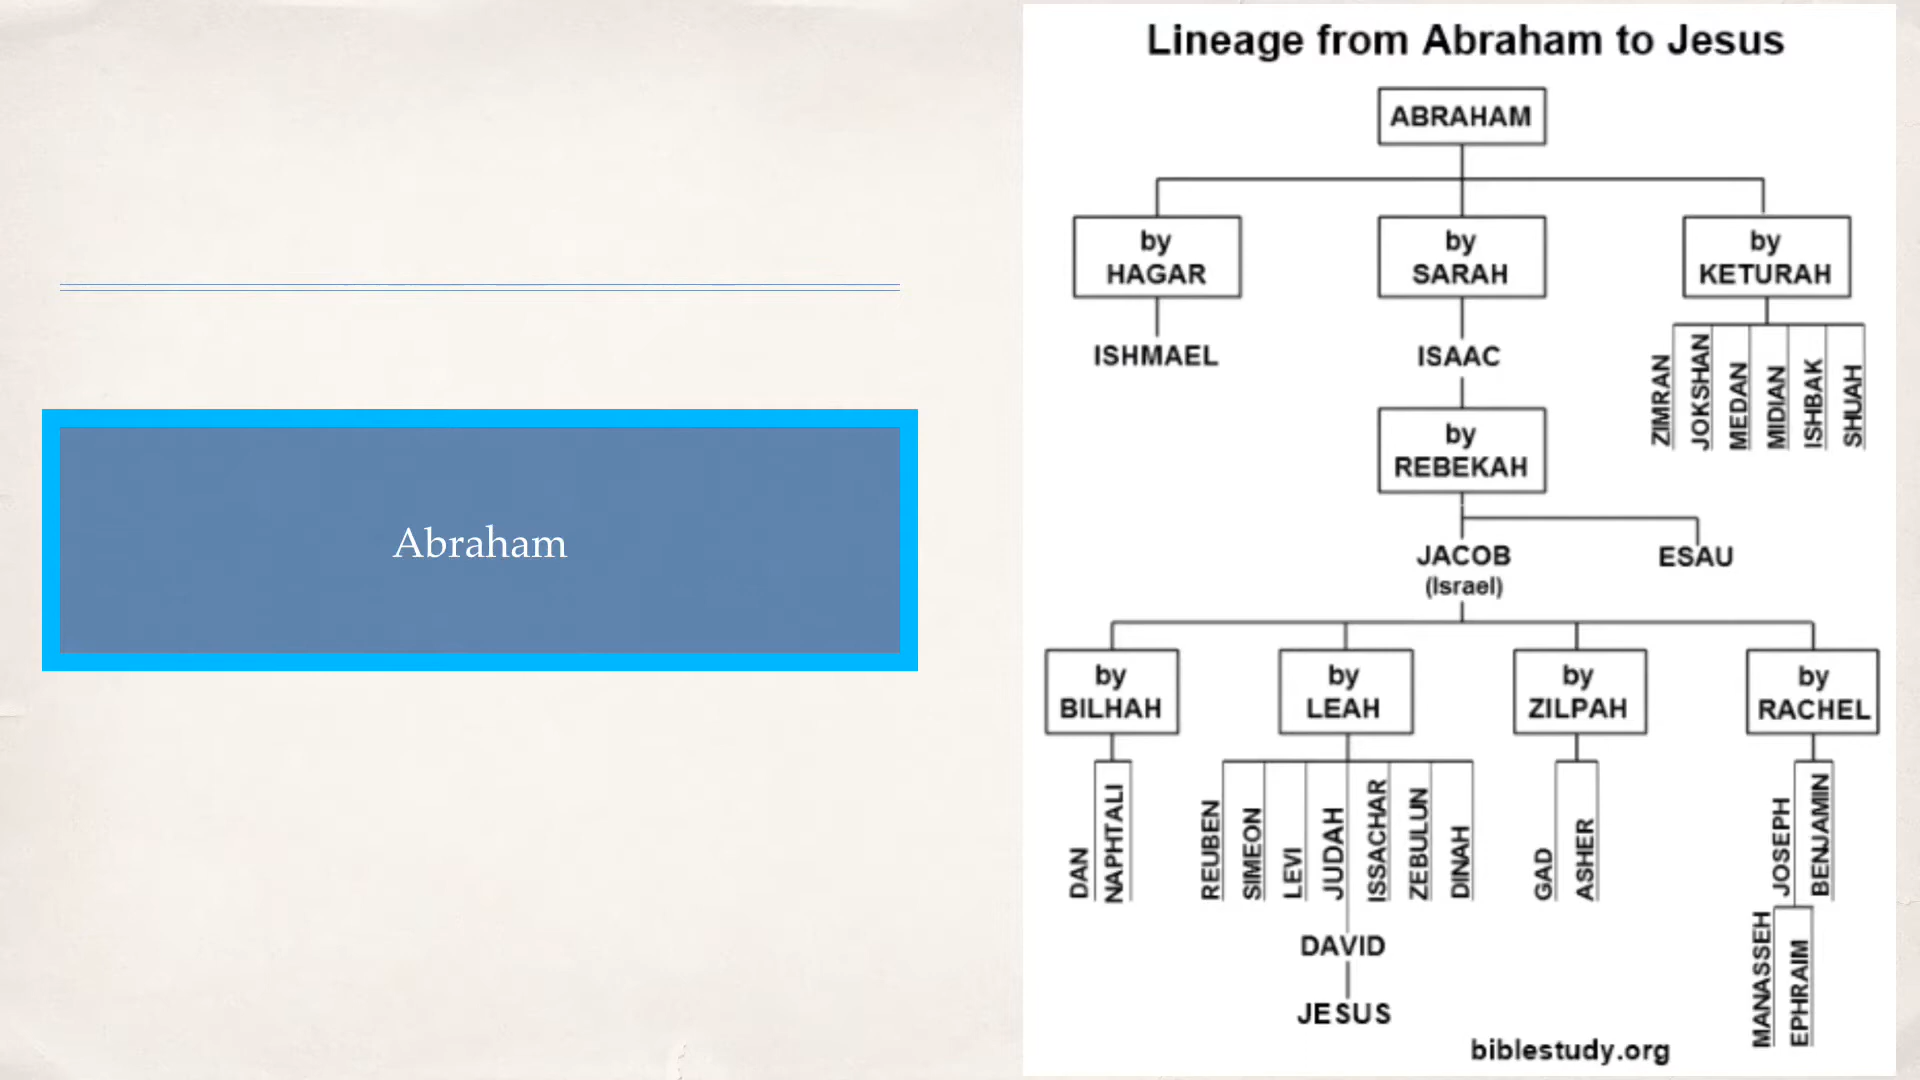 Abraham
Lineage from Abraham to Jesus
ABRAHAM
by
HAGAR
by
SARAH
by
KETURAH
ISHMAEL
ISAAC
ZIMRAN
JOKSHAN
MEDAN
MIDIAN
ISHBAK
SHUAH
by
REBEKAH
JACOB
(Israel)
ESAU
by
BILHAH
by
LEAH
by
ZILPAH
by
RACHEL
DAN
NAPHTALI
REUBEN
SIMEON
LEVI
JUDAH
ISSACHAR
ZEBULUN
DINAH
GAD
ASHER
JOSEPH
BENJAMIN
DAVID
JESUS
MANASSEH
EPHRAIM
biblestudy.org